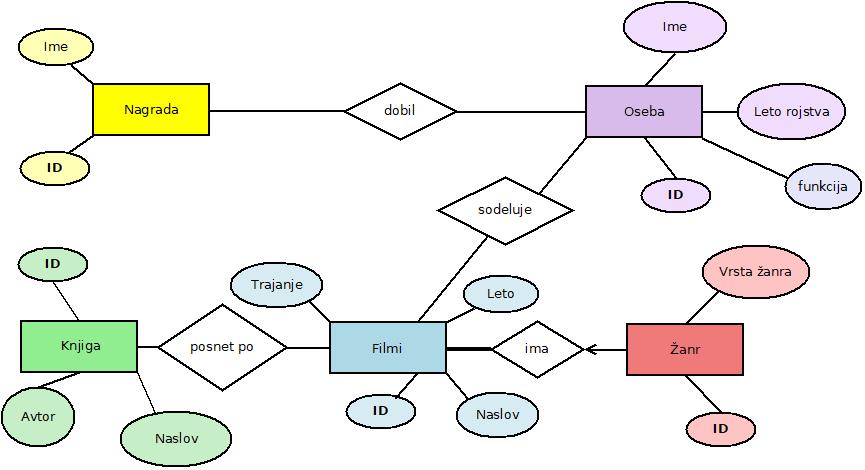 Ime
Ime
Nagrada
dobil
Oseba
Leto rojstva
ID
funkcija
ID
sodeluje
ID
Trajanje
Leto
Vrsta žanra
Knjiga
posnet po
Filmi
ima
Žanr
ID
Avtor
Naslov
Naslov
ID